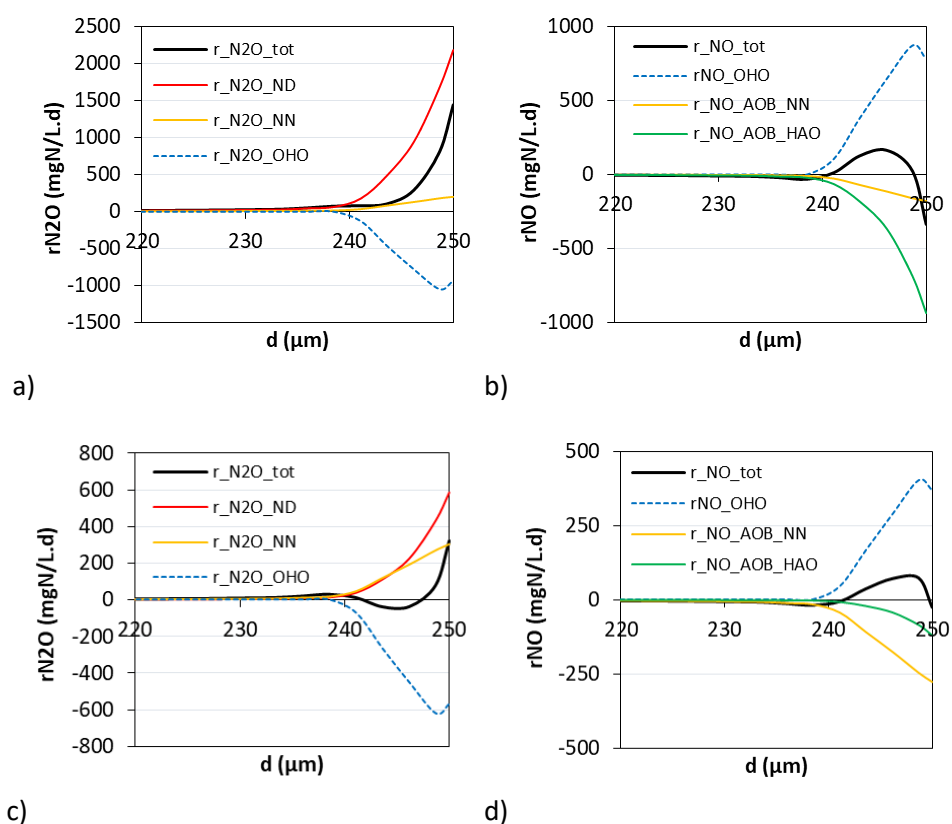 2500
2000
1500
1000
500
0
-500
-1000
-1500
rN2O (mgN/L.d)
r_N2O_tot
r_N2O_ND
r_N2O_NN
r_N2O_OHO
220
230
240
250
d (µm)
a)
1000
500
0
-500
-1000
rNO (mgN/L.d)
r_NO_tot
rNO_OHO
r_NO_AOB_NN
r_NO_AOB_HAO
220
230
240
250
d (µm)
b)
800
600
400
200
0
-200
-400
-600
-800
rN2O (mgN/L.d)
r_N2O_tot
r_N2O_ND
r_N2O_NN
r_N2O_OHO
220
230
240
250
d (µm)
c)
500
250
0
-250
-500
rNO (mgN/L.d)
r_NO_tot
rNO_OHO
r_NO_AOB_NN
r_NO_AOB_HAO
220
230
240
250
d (µm)
d)